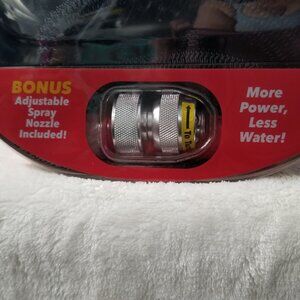 BONUS
Adjustable
Spray
Nozzle
Included!
More
Power,
Less
Water!